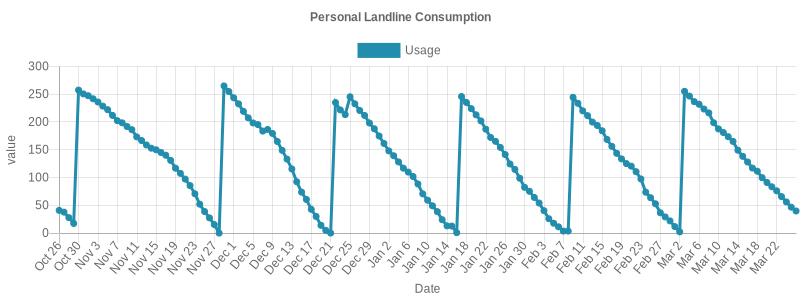 Personal Landline Consumption
Usage
value
300
250
200
150
100
50
0
Oct 26
Oct 30
Nov 3
Nov 7
Nov 11
Nov 15
Nov 19
Nov 23
Nov 27
Dec 1
Dec 5
Dec 9
Dec 13
Dec 17
Dec 21
Dec 25
Dec 29
Jan 2
Jan 6
Jan 10
Jan 14
Jan 18
Jan 22
Jan 26
Jan 30
Feb 3
Feb 7
Feb 11
Feb 15
Feb 19
Feb 23
Feb 27
Mar 2
Mar 6
Mar 10
Mar 14
Mar 18
Mar 22
Date